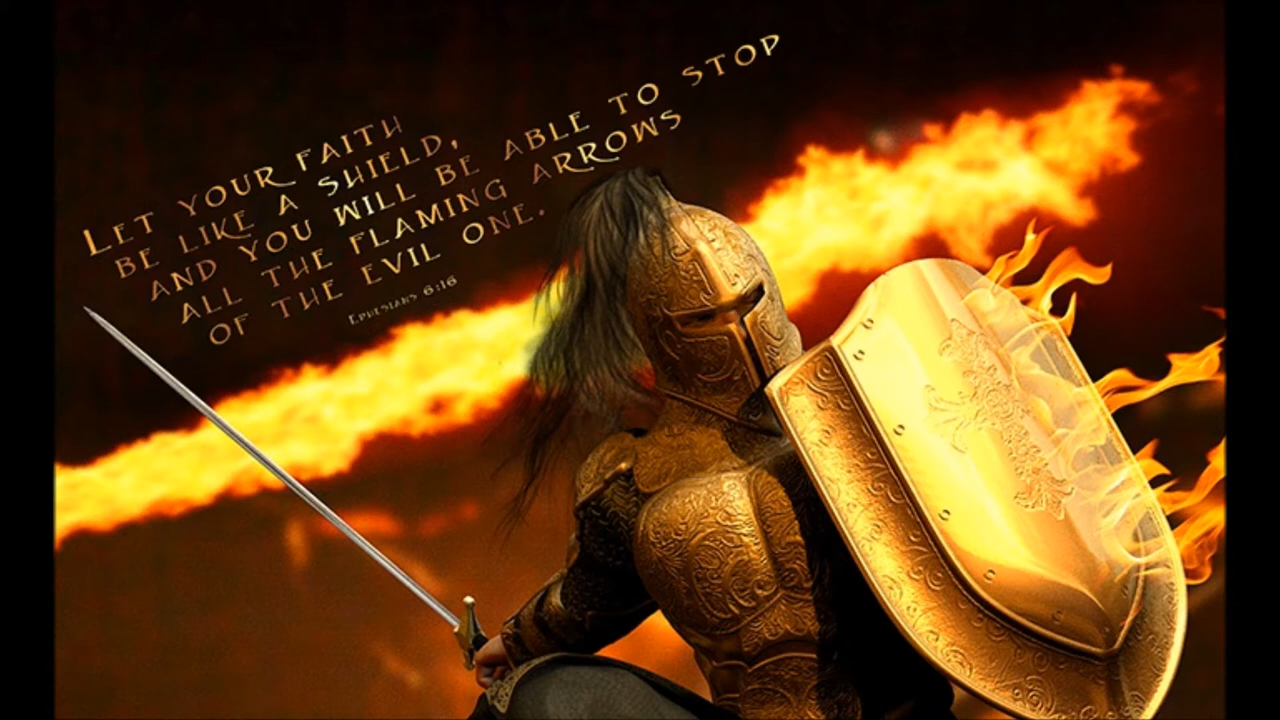 Let your faith
be like a shield,
and you will be able to stop
all the flaming arrows
of the evil one.
Ephesians 6:16